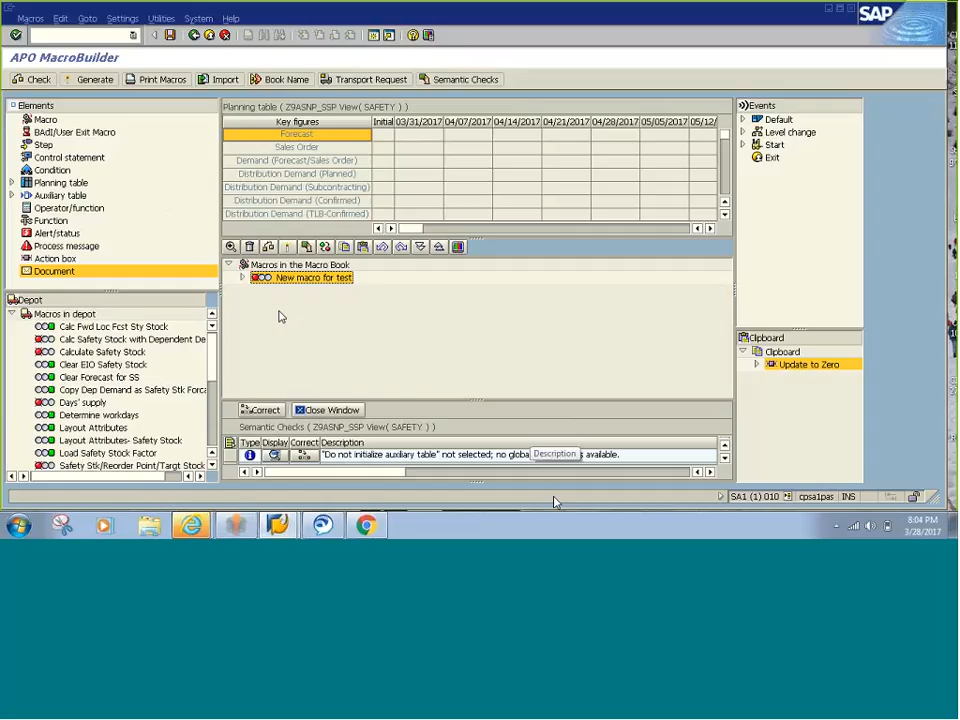 Macros Edit Goto Settings Utilities System Help
SAP
APO MacroBuilder
Check Generate Print Macros Import Book Name Transport Request Semantic Checks
Elements
Macro
BAdI/User Exit Macro
Step
Control statement
Condition
Planning table
Auxiliary table
Operator/function
Function
Alert/status
Process message
Action box
Document
Depot
Macros in depot
Calc Fwd Loc Fcst Sty Stock
Calc Safety Stock with Dependent De
Calculate Safety Stock
Clear EIO Safety Stock
Clear Forecast for SS
Copy Dep Demand as Safety Stk Forca
Days' supply
Determine workdays
Layout Attributes
Layout Attributes- Safety Stock
Load Safety Stock Factor
Safety Stk/Reorder Point/Targt Stock
Planning table ( Z9ASNP_SSP View( SAFETY ) )
Key figures Initial 03/31/2017 04/07/2017 04/14/2017 04/21/2017 04/28/2017 05/05/2017 05/12/
Forecast
Sales Order
Demand (Forecast/Sales Order)
Distribution Demand (Planned)
Distribution Demand (Subcontracting)
Distribution Demand (Confirmed)
Distribution Demand (TLB-Confirmed)
Macros in the Macro Book
New macro for test
Correct Close Window
Semantic Checks ( Z9ASNP_SSP View( SAFETY ) )
Type Display Correct Description
"Do not initialize auxiliary table" not selected; no globa Description s available.
Events
Default
Level change
Start
Exit
Clipboard
Clipboard
Update to Zero
SA1 (1) 010 cpsa1pas INS
8:04 PM
3/28/2017